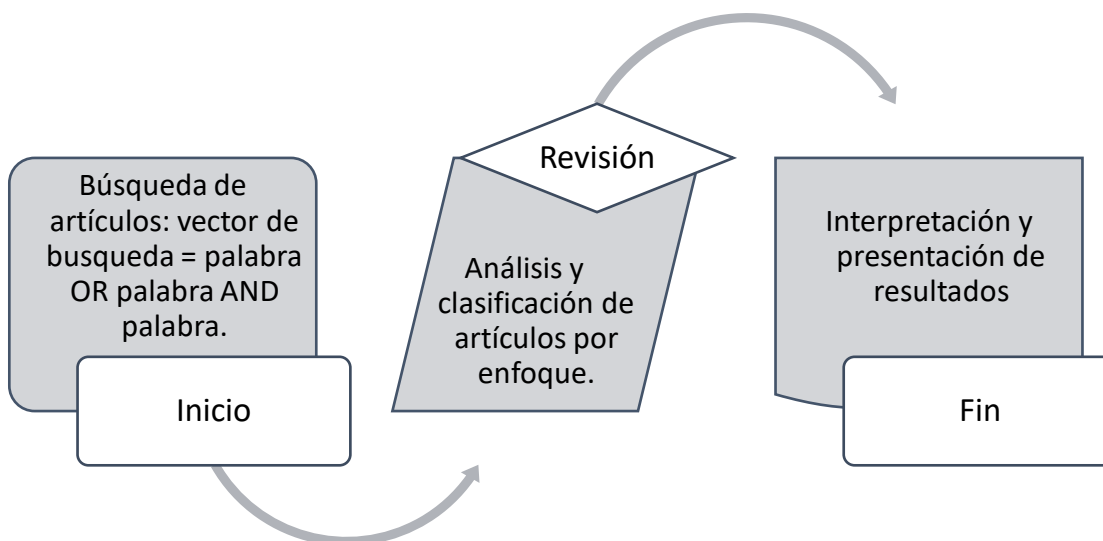 Búsqueda de
artículos: vector de
busqueda = palabra
OR palabra AND
palabra.
Inicio
Revisión
Análisis y
clasificación de
artículos por
enfoque.
Interpretación y
presentación de
resultados
Fin